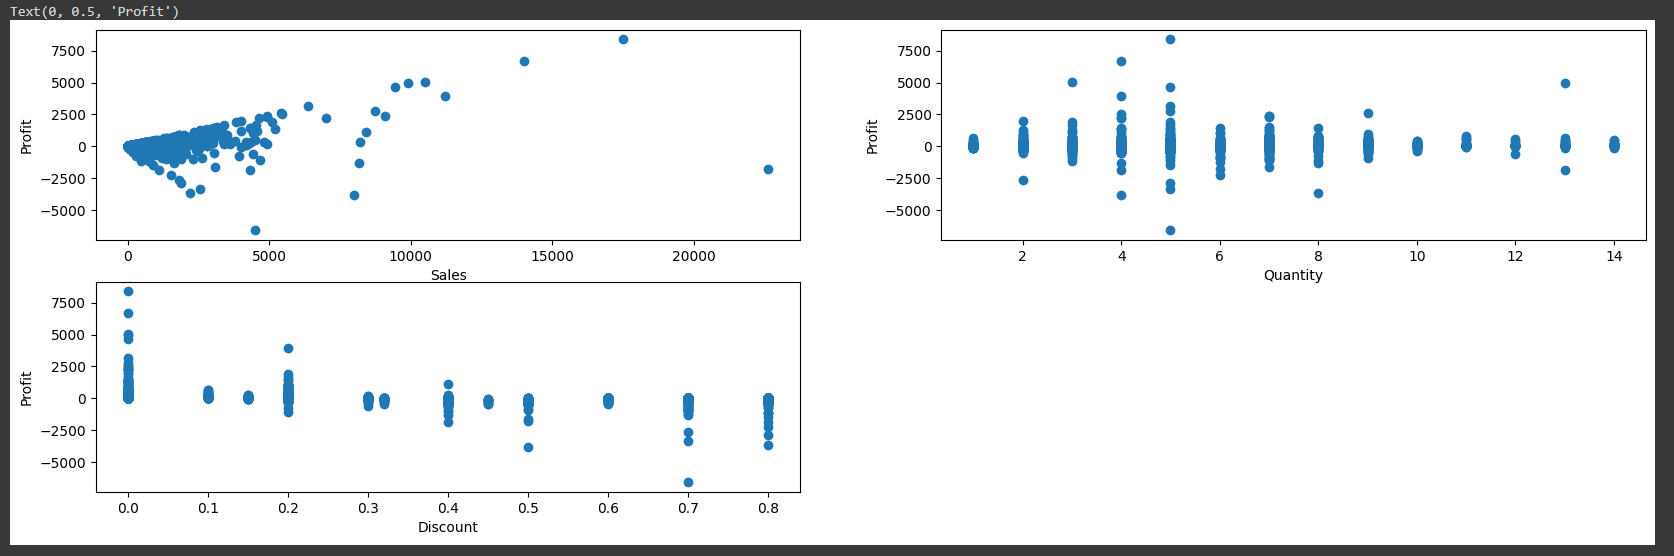 Text(0, 0.5, 'Profit')
7500
5000
2500
0
−2500
−5000
Profit
0 5000 10000 15000 20000
Sales
7500
5000
2500
0
−2500
−5000
Profit
2 4 6 8 10 12 14
Quantity
7500
5000
2500
0
−2500
−5000
Profit
0.0 0.1 0.2 0.3 0.4 0.5 0.6 0.7 0.8
Discount